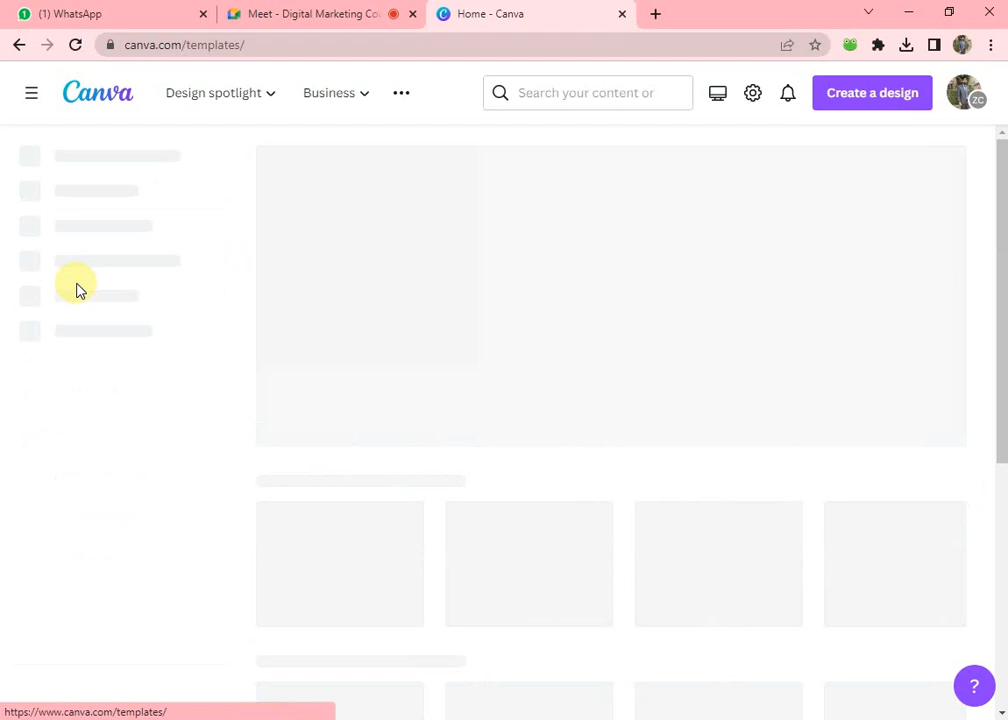 (1) WhatsApp
Meet - Digital Marketing Co
Home - Canva
canva.com/templates/
Canva
Design spotlight
Business
Search your content or
Create a design
ZC
?
https://www.canva.com/templates/